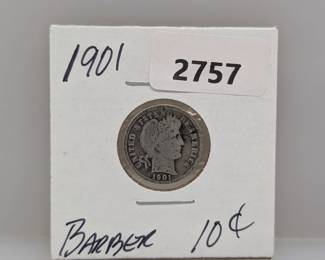 1901
2757
UNITED STATES OF AMERICA
1901
BARBER 10¢